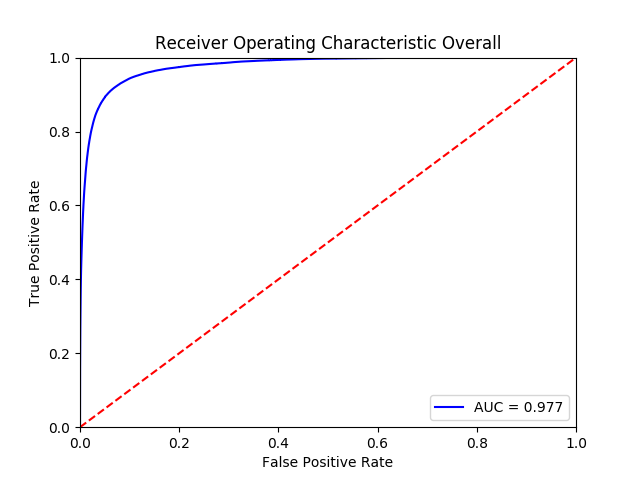 Receiver Operating Characteristic Overall
1.0
0.8
0.6
0.4
0.2
0.0
True Positive Rate
AUC = 0.977
0.0 0.2 0.4 0.6 0.8 1.0
False Positive Rate